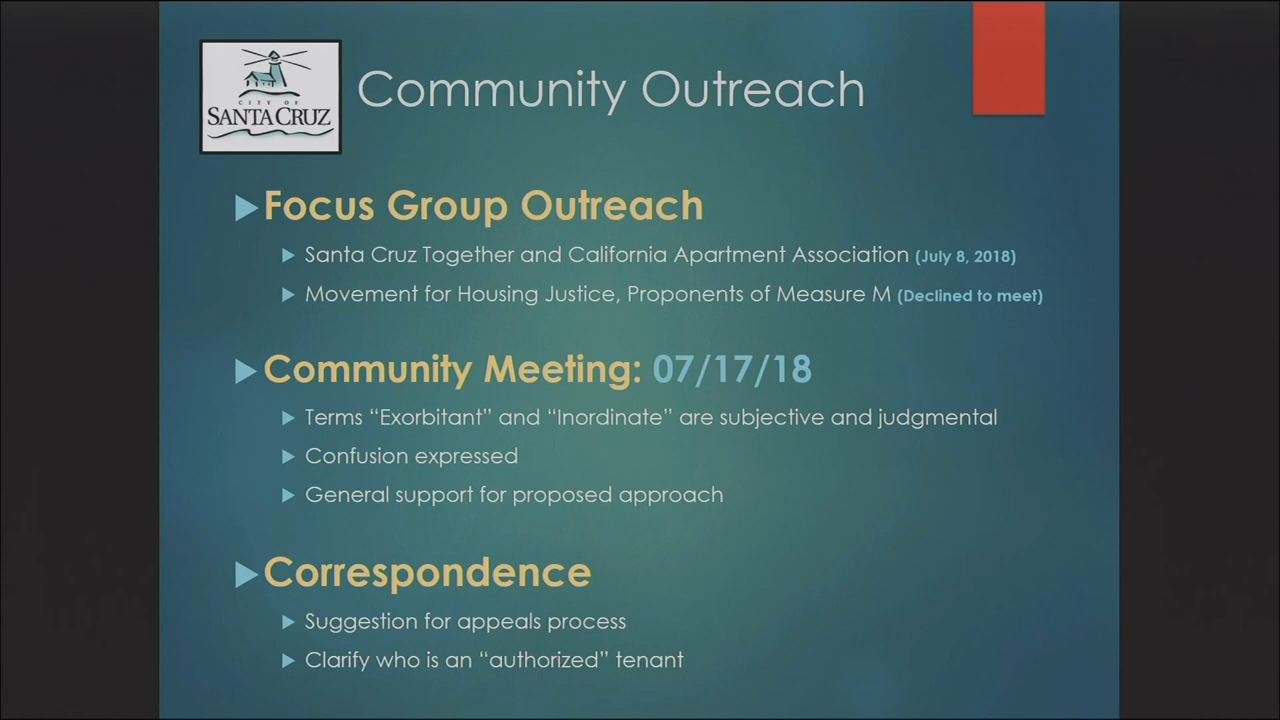 CITY OF
SANTA CRUZ
Community Outreach
Focus Group Outreach
Santa Cruz Together and California Apartment Association (July 8, 2018)
Movement for Housing Justice, Proponents of Measure M (Declined to meet)
Community Meeting: 07/17/18
Terms “Exorbitant” and “Inordinate” are subjective and judgmental
Confusion expressed
General support for proposed approach
Correspondence
Suggestion for appeals process
Clarify who is an “authorized” tenant